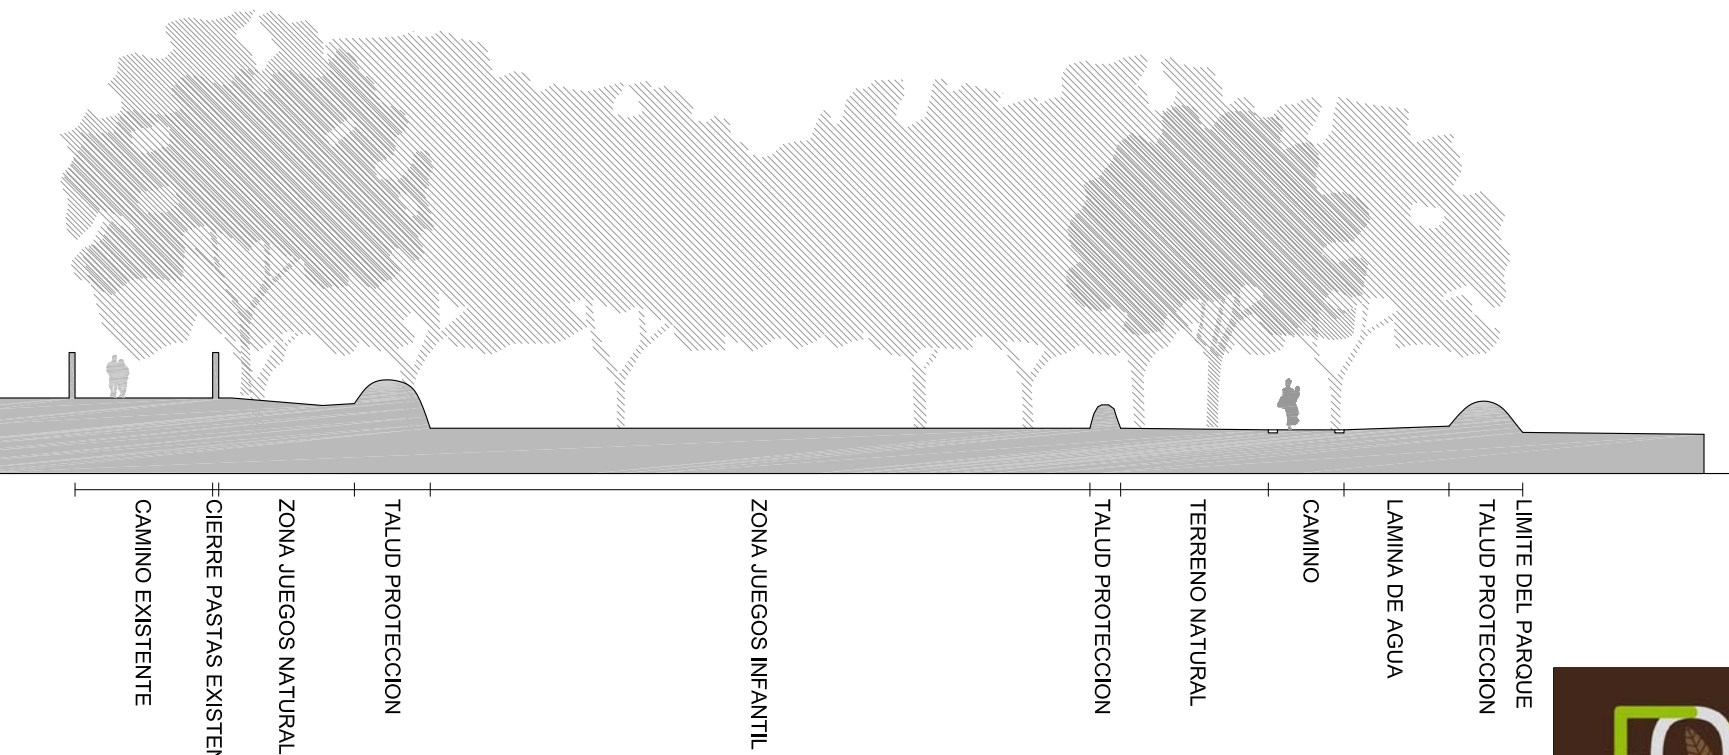 CAMINO EXISTENTE
CIERRE PASTAS
ZONA JUEGOS NATURAL
TALUD PROTECCION
ZONA JUEGOS INFANTIL
TALUD PROTECCION
TERRENO NATURAL
CAMINO
LAMINA DE AGUA
TALUD PROTECCION
LIMITE DEL PARQUE